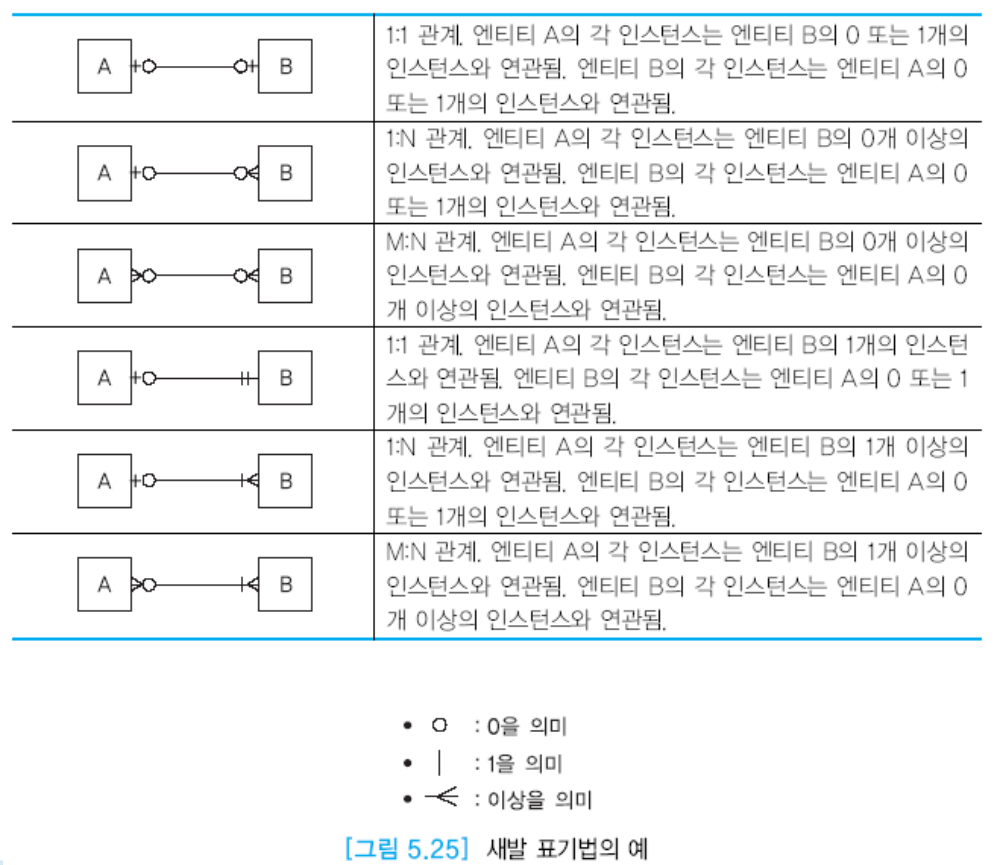 A B 1:1 관계. 엔티티 A의 각 인스턴스는 엔티티 B의 0 또는 1개의
인스턴스와 연관됨. 엔티티 B의 각 인스턴스는 엔티티 A의 0
또는 1개의 인스턴스와 연관됨.
A B 1:N 관계. 엔티티 A의 각 인스턴스는 엔티티 B의 0개 이상의
인스턴스와 연관됨. 엔티티 B의 각 인스턴스는 엔티티 A의 0
또는 1개의 인스턴스와 연관됨.
A B M:N 관계. 엔티티 A의 각 인스턴스는 엔티티 B의 0개 이상의
인스턴스와 연관됨. 엔티티 B의 각 인스턴스는 엔티티 A의 0
개 이상의 인스턴스와 연관됨.
A B 1:1 관계. 엔티티 A의 각 인스턴스는 엔티티 B의 1개의 인스턴
스와 연관됨. 엔티티 B의 각 인스턴스는 엔티티 A의 0 또는 1
개의 인스턴스와 연관됨.
A B 1:N 관계. 엔티티 A의 각 인스턴스는 엔티티 B의 1개 이상의
인스턴스와 연관됨. 엔티티 B의 각 인스턴스는 엔티티 A의 0
또는 1개의 인스턴스와 연관됨.
A B M:N 관계. 엔티티 A의 각 인스턴스는 엔티티 B의 1개 이상의
인스턴스와 연관됨. 엔티티 B의 각 인스턴스는 엔티티 A의 0
개 이상의 인스턴스와 연관됨.
• ○ : 0을 의미
• | : 1을 의미
• : 이상을 의미
[그림 5.25] 새발 표기법의 예